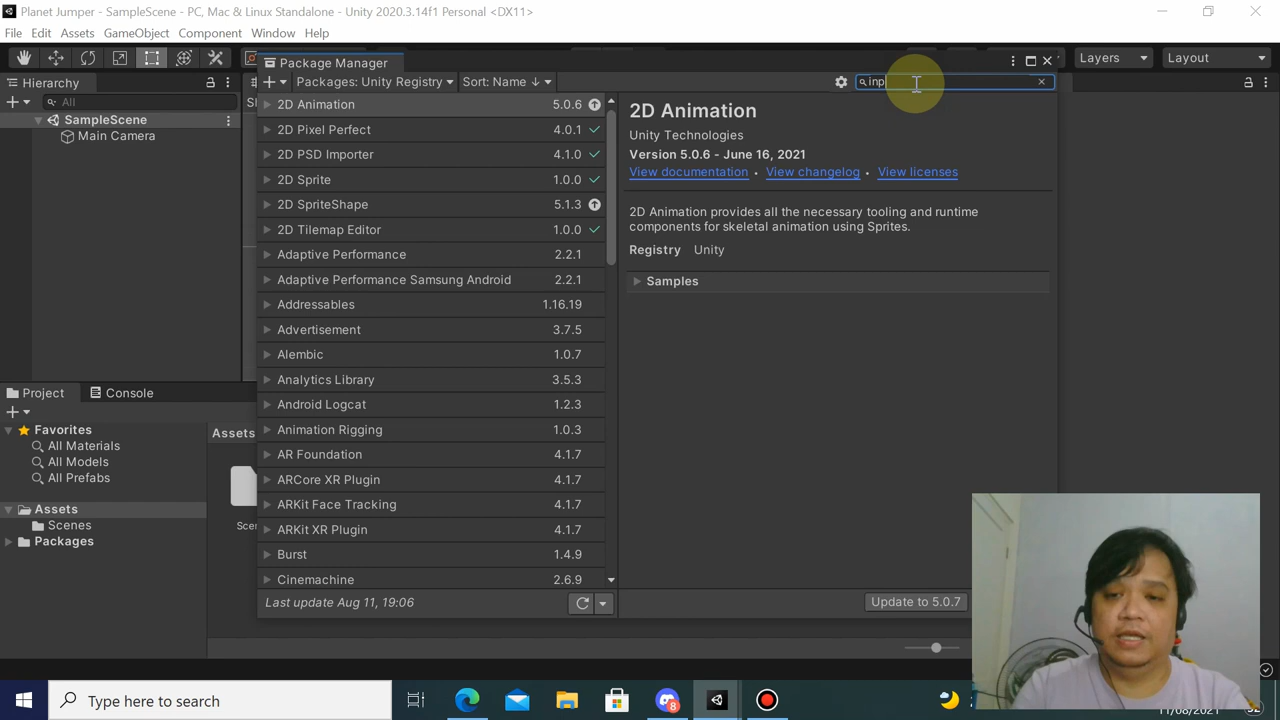 Planet Jumper - SampleScene - PC, Mac & Linux Standalone - Unity 2020.3.14f1 Personal <DX11>
File Edit Assets GameObject Component Window Help
Package Manager
Layers
Layout
Hierarchy
All
SampleScene
Main Camera
Packages: Unity Registry
Sort: Name ↓
inp
2D Animation 5.0.6
2D Pixel Perfect 4.0.1
2D PSD Importer 4.1.0
2D Sprite 1.0.0
2D SpriteShape 5.1.3
2D Tilemap Editor 1.0.0
Adaptive Performance 2.2.1
Adaptive Performance Samsung Android 2.2.1
Addressables 1.16.19
Advertisement 3.7.5
Alembic 1.0.7
Analytics Library 3.5.3
Android Logcat 1.2.3
Animation Rigging 1.0.3
AR Foundation 4.1.7
ARCore XR Plugin 4.1.7
ARKit Face Tracking 4.1.7
ARKit XR Plugin 4.1.7
Burst 1.4.9
Cinemachine 2.6.9
Last update Aug 11, 19:06
2D Animation
Unity Technologies
Version 5.0.6 - June 16, 2021
View documentation • View changelog • View licenses
2D Animation provides all the necessary tooling and runtime
components for skeletal animation using Sprites.
Registry Unity
Samples
Update to 5.0.7
Project
Console
Favorites
All Materials
All Models
All Prefabs
Assets
Scenes
Packages
Assets
Type here to search
8